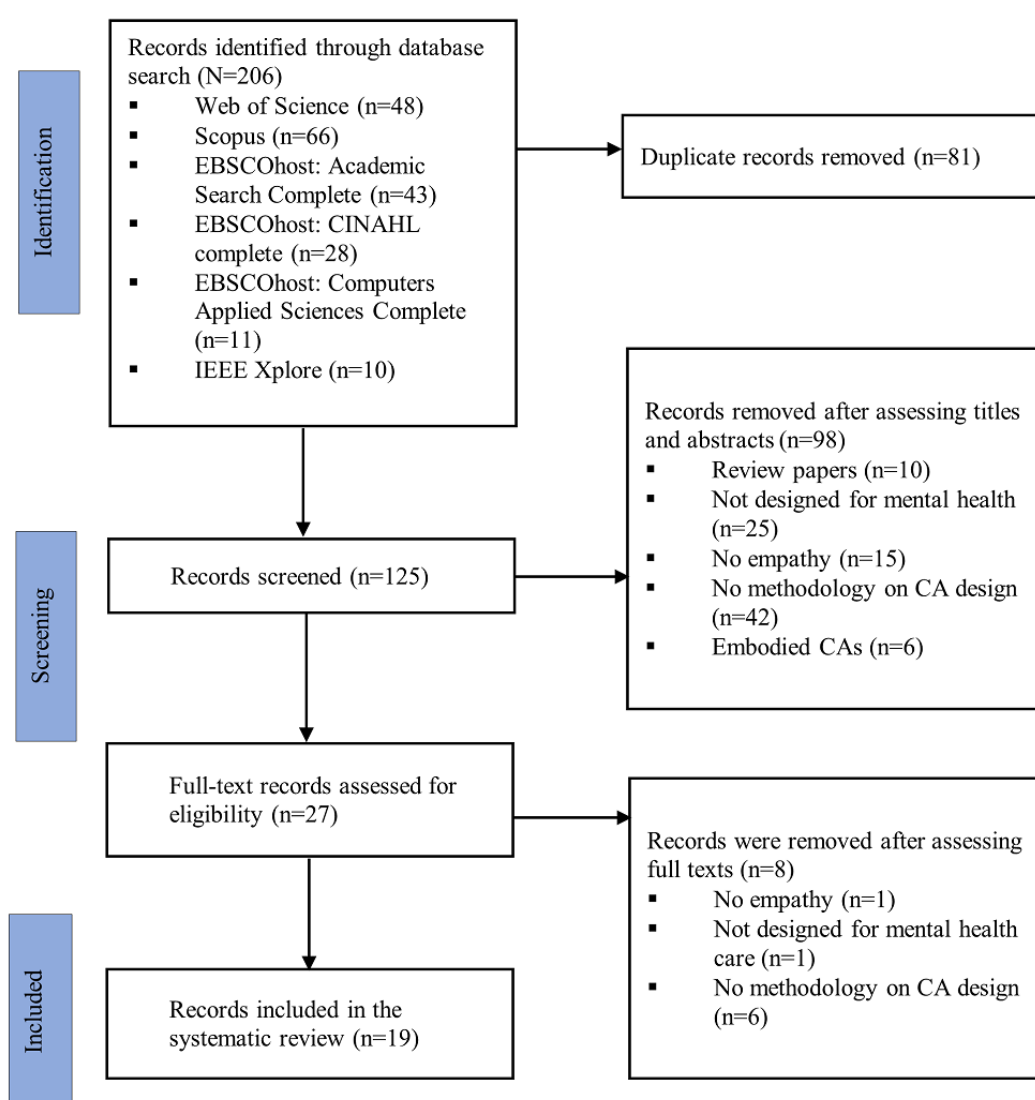 Identification
Records identified through database
search (N=206)
▪ Web of Science (n=48)
▪ Scopus (n=66)
▪ EBSCOhost: Academic
Search Complete (n=43)
▪ EBSCOhost: CINAHL
complete (n=28)
▪ EBSCOhost: Computers
Applied Sciences Complete
(n=11)
▪ IEEE Xplore (n=10)
Duplicate records removed (n=81)
Screening
Records screened (n=125)
Records removed after assessing titles
and abstracts (n=98)
▪ Review papers (n=10)
▪ Not designed for mental health
(n=25)
▪ No empathy (n=15)
▪ No methodology on CA design
(n=42)
▪ Embodied CAs (n=6)
Full-text records assessed for
eligibility (n=27)
Records were removed after assessing
full texts (n=8)
▪ No empathy (n=1)
▪ Not designed for mental health
care (n=1)
▪ No methodology on CA design
(n=6)
Included
Records included in the
systematic review (n=19)